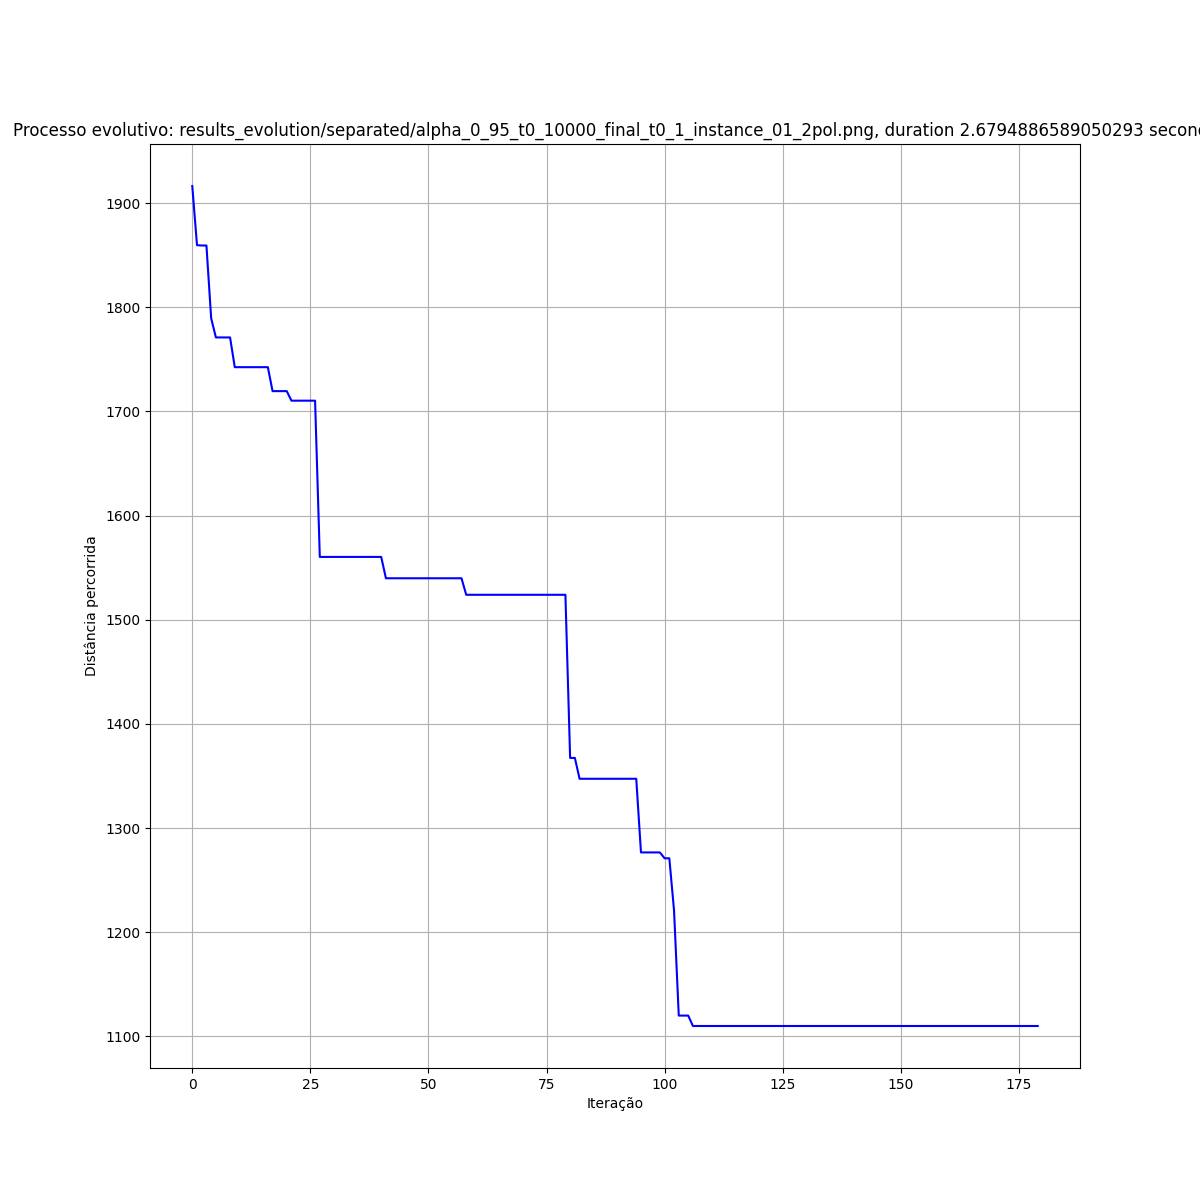 Processo evolutivo: results_evolution/separated/alpha_0_95_t0_10000_final_t0_1_instance_01_2pol.png, duration 2.6794886589050293 secon
1900
1800
1700
1600
1500
1400
1300
1200
1100
Distância percorrida
0 25 50 75 100 125 150 175
Iteração